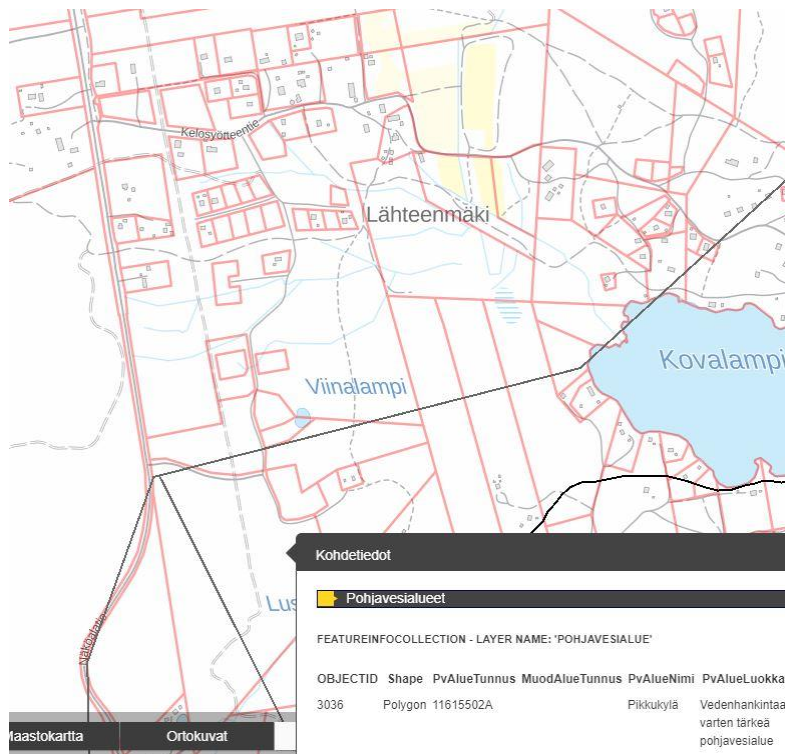 Kelosyötteentie
Lähteenmäki
Kovalampi
Viinalampi
Kohdetiedot
Pohjavesialueet
Näköalatie
FEATUREINFOCOLLECTION - LAYER NAME: 'POHJAVESIALUE'
OBJECTID Shape PvAlueTunnus MuodAlueTunnus PvAlueNimi PvAlueLuokka
3036 Polygon 11615502A Pikkukylä Vedenhankintaa
varten tärkeä
pohjavesialue
Maastokartta Ortokuvat